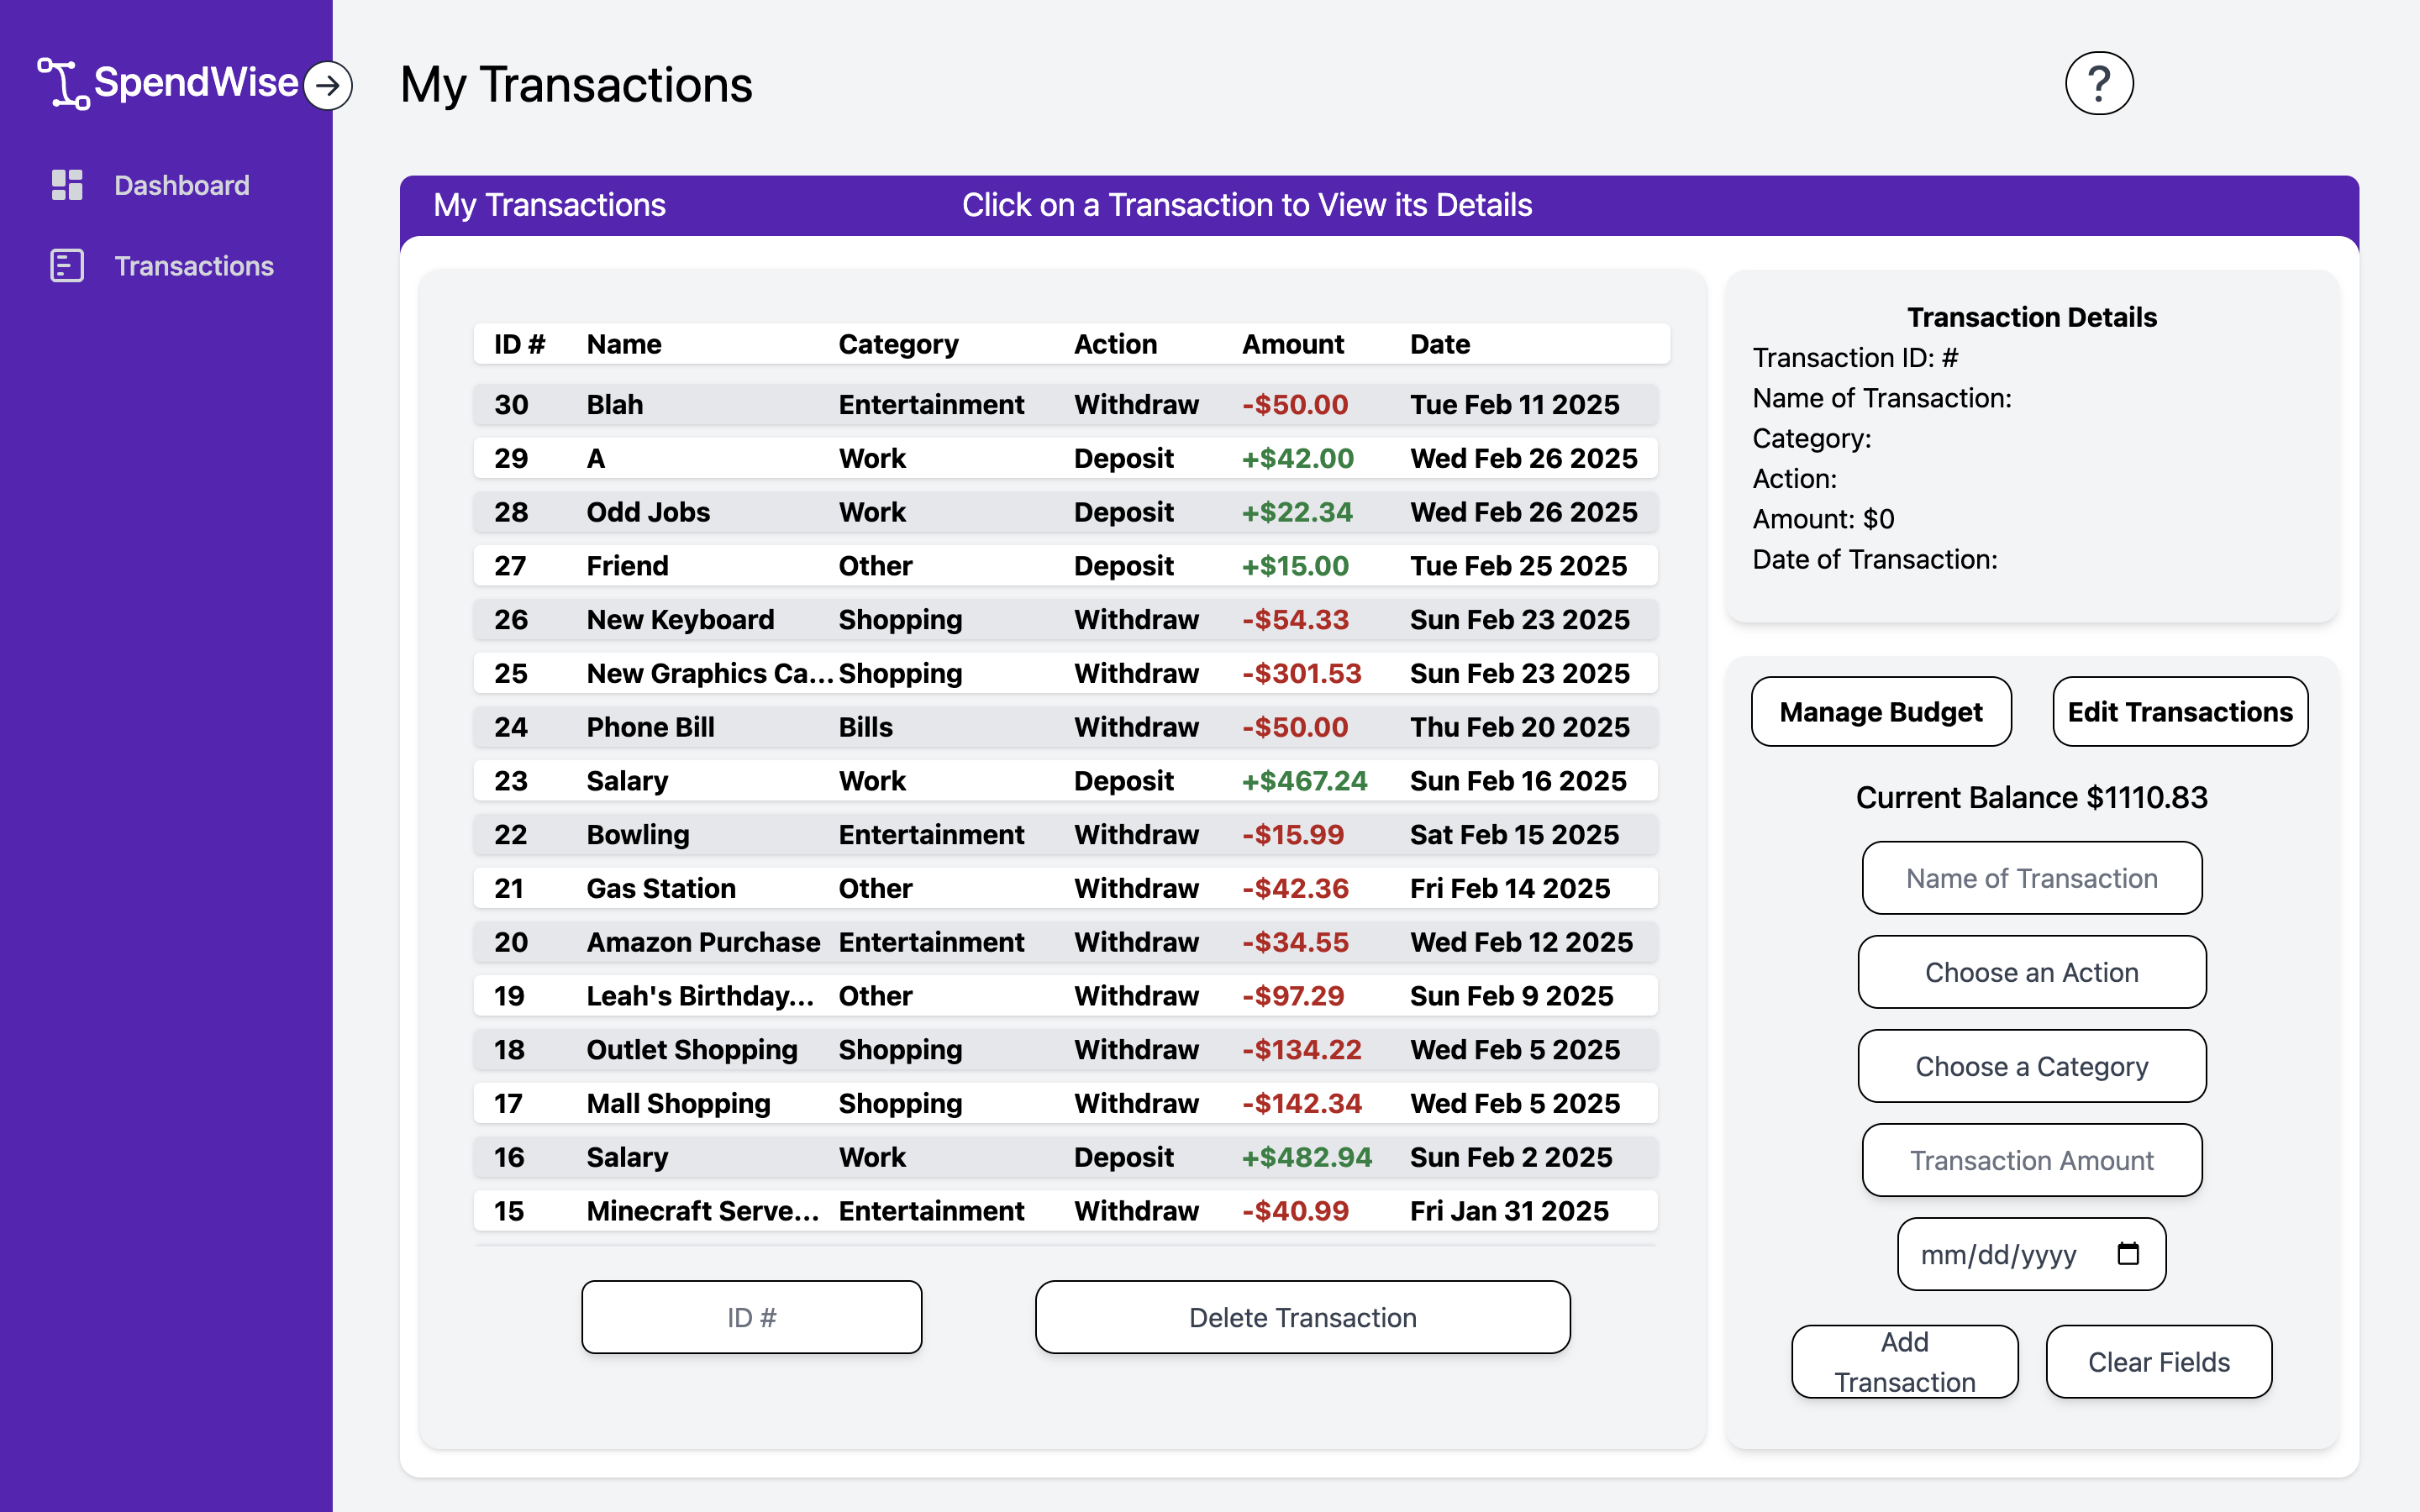 SpendWise
Dashboard
Transactions
My Transactions
?
My Transactions Click on a Transaction to View its Details
ID # Name Category Action Amount Date
30 Blah Entertainment Withdraw -$50.00 Tue Feb 11 2025
29 A Work Deposit +$42.00 Wed Feb 26 2025
28 Odd Jobs Work Deposit +$22.34 Wed Feb 26 2025
27 Friend Other Deposit +$15.00 Tue Feb 25 2025
26 New Keyboard Shopping Withdraw -$54.33 Sun Feb 23 2025
25 New Graphics Ca... Shopping Withdraw -$301.53 Sun Feb 23 2025
24 Phone Bill Bills Withdraw -$50.00 Thu Feb 20 2025
23 Salary Work Deposit +$467.24 Sun Feb 16 2025
22 Bowling Entertainment Withdraw -$15.99 Sat Feb 15 2025
21 Gas Station Other Withdraw -$42.36 Fri Feb 14 2025
20 Amazon Purchase Entertainment Withdraw -$34.55 Wed Feb 12 2025
19 Leah's Birthday... Other Withdraw -$97.29 Sun Feb 9 2025
18 Outlet Shopping Shopping Withdraw -$134.22 Wed Feb 5 2025
17 Mall Shopping Shopping Withdraw -$142.34 Wed Feb 5 2025
16 Salary Work Deposit +$482.94 Sun Feb 2 2025
15 Minecraft Serve... Entertainment Withdraw -$40.99 Fri Jan 31 2025
ID # Delete Transaction
Transaction Details
Transaction ID: #
Name of Transaction:
Category:
Action:
Amount: $0
Date of Transaction:
Manage Budget Edit Transactions
Current Balance $1110.83
Name of Transaction
Choose an Action
Choose a Category
Transaction Amount
mm/dd/yyyy
Add
Transaction
Clear Fields